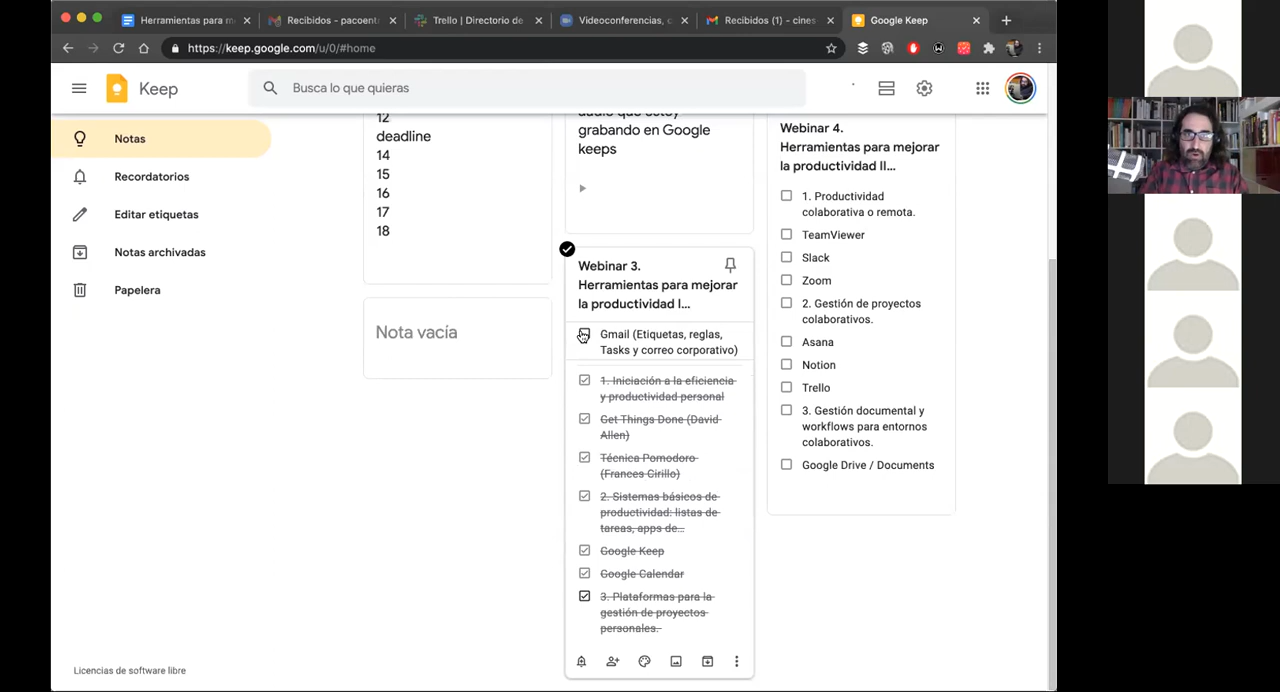 Herramientas para m
Recibidos - pacoent
Trello | Directorio de
Videoconferencias, c
Recibidos (1) - cines
Google Keep
https://keep.google.com/u/0/#home
Keep
Busca lo que quieras
Notas
Recordatorios
Editar etiquetas
Notas archivadas
Papelera
Licencias de software libre
12
deadline
14
15
16
17
18
Nota vacía
audio que estoy
grabando en Google
keeps
Webinar 3.
Herramientas para mejorar
la productividad I...
Gmail (Etiquetas, reglas,
Tasks y correo corporativo)
1. Iniciación a la eficiencia
y productividad personal
Get Things Done (David
Allen)
Técnica Pomodoro
(Frances Cirillo)
2. Sistemas básicos de
productividad: listas de
tareas, apps de...
Google Keep
Google Calendar
3. Plataformas para la
gestión de proyectos
personales.
Webinar 4.
Herramientas para mejorar
la productividad II...
1. Productividad
colaborativa o remota.
TeamViewer
Slack
Zoom
2. Gestión de proyectos
colaborativos.
Asana
Notion
Trello
3. Gestión documental y
workflows para entornos
colaborativos.
Google Drive / Documents